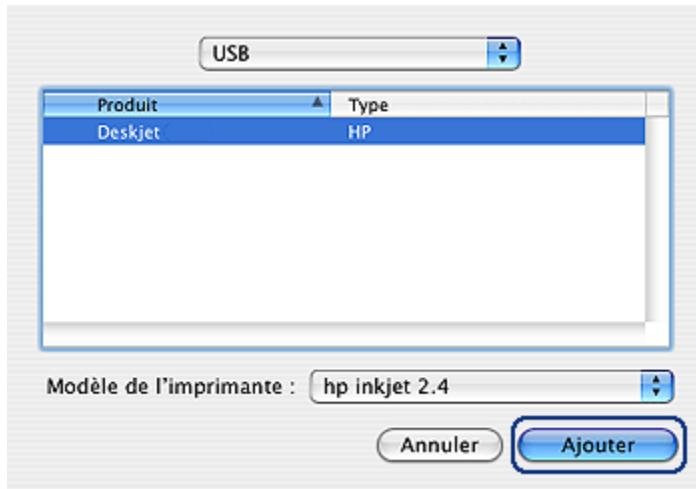 USB
Produit Type
Deskjet HP
Modèle de l'imprimante : hp inkjet 2.4
Annuler Ajouter